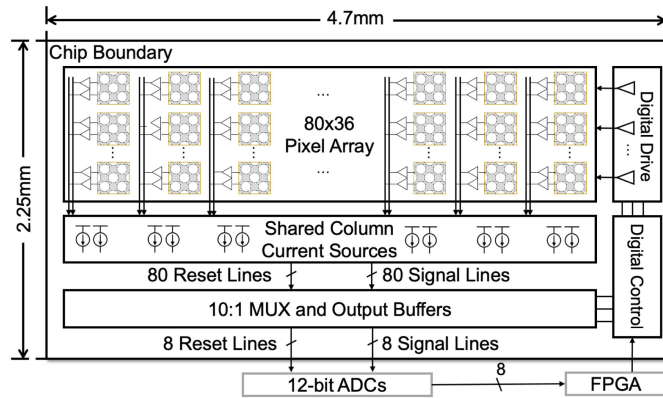 4.7mm
Chip Boundary
2.25mm
...
80x36
Pixel Array
...
Digital Drive
...
Shared Column
Current Sources
80 Reset Lines
80 Signal Lines
Digital Control
10:1 MUX and Output Buffers
8 Reset Lines
8 Signal Lines
12-bit ADCs
8
FPGA